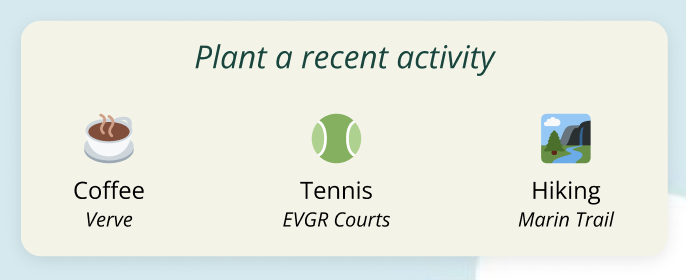 Plant a recent activity
Coffee
Verve
Tennis
EVGR Courts
Hiking
Marin Trail